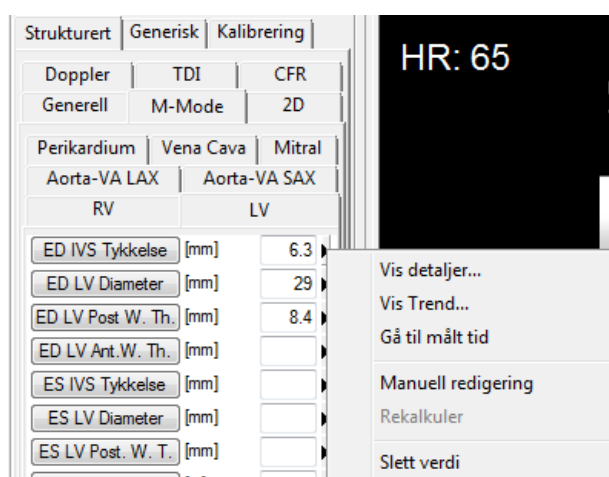 Strukturert Generisk Kalibrering
HR: 65
Doppler TDI CFR
Generell M-Mode 2D
Perikardium Vena Cava Mitral
Aorta-VA LAX Aorta-VA SAX
RV LV
ED IVS Tykkelse [mm] 6.3
ED LV Diameter [mm] 29
ED LV Post W. Th. [mm] 8.4
ED LV Ant.W. Th. [mm]
ES IVS Tykkelse [mm]
ES LV Diameter [mm]
ES LV Post. W. T. [mm]
Vis detaljer...
Vis Trend...
Gå til målt tid
Manuell redigering
Rekalkuler
Slett verdi